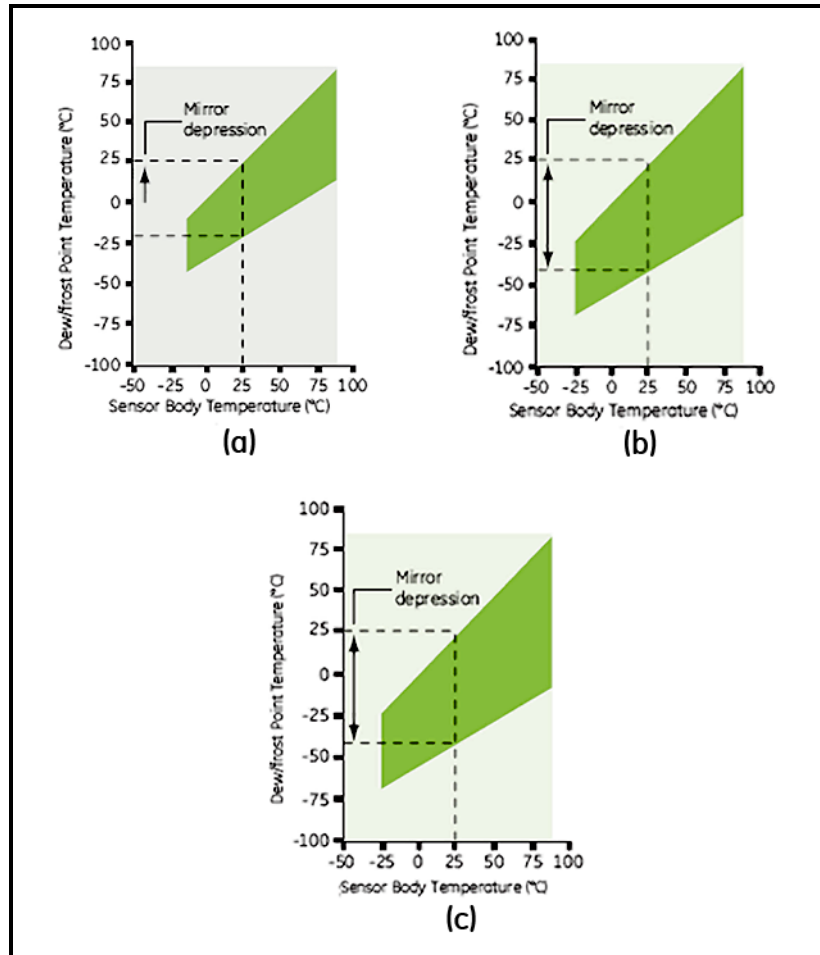 100
75
Mirror
depression
50
25
0
-25
-50
-75
-100
-50 -25 0 25 50 75 100
Dew/frost Point Temperature (°C)
Sensor Body Temperature (°C)
(a)
100
75
Mirror
depression
50
25
0
-25
-50
-75
-100
-50 -25 0 25 50 75 100
Dew/frost Point Temperature (°C)
Sensor Body Temperature (°C)
(b)
100
75
Mirror
depression
50
25
0
-25
-50
-75
-100
-50 -25 0 25 50 75 100
Dew/frost Point Temperature (°C)
Sensor Body Temperature (°C)
(c)